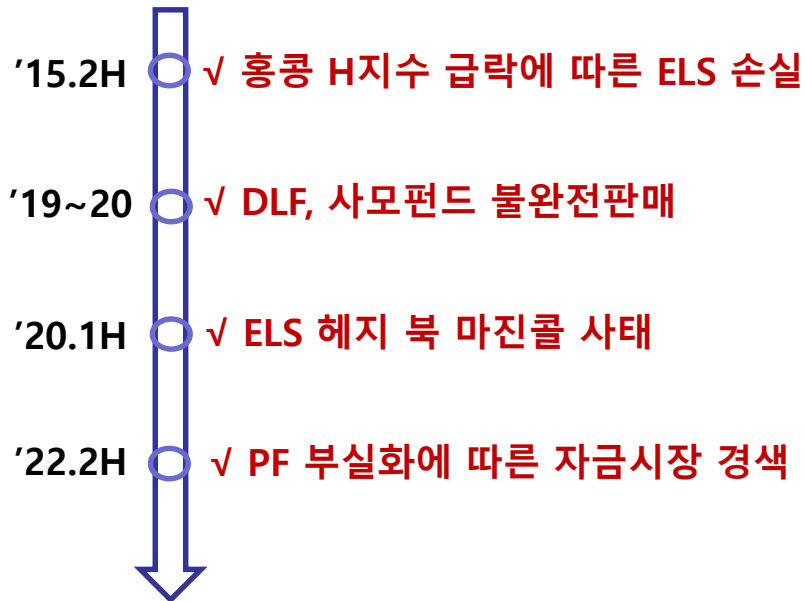 '15.2H √ 홍콩 H지수 급락에 따른 ELS 손실
'19~20 √ DLF, 사모펀드 불완전판매
'20.1H √ ELS 헤지 북 마진콜 사태
'22.2H √ PF 부실화에 따른 자금시장 경색